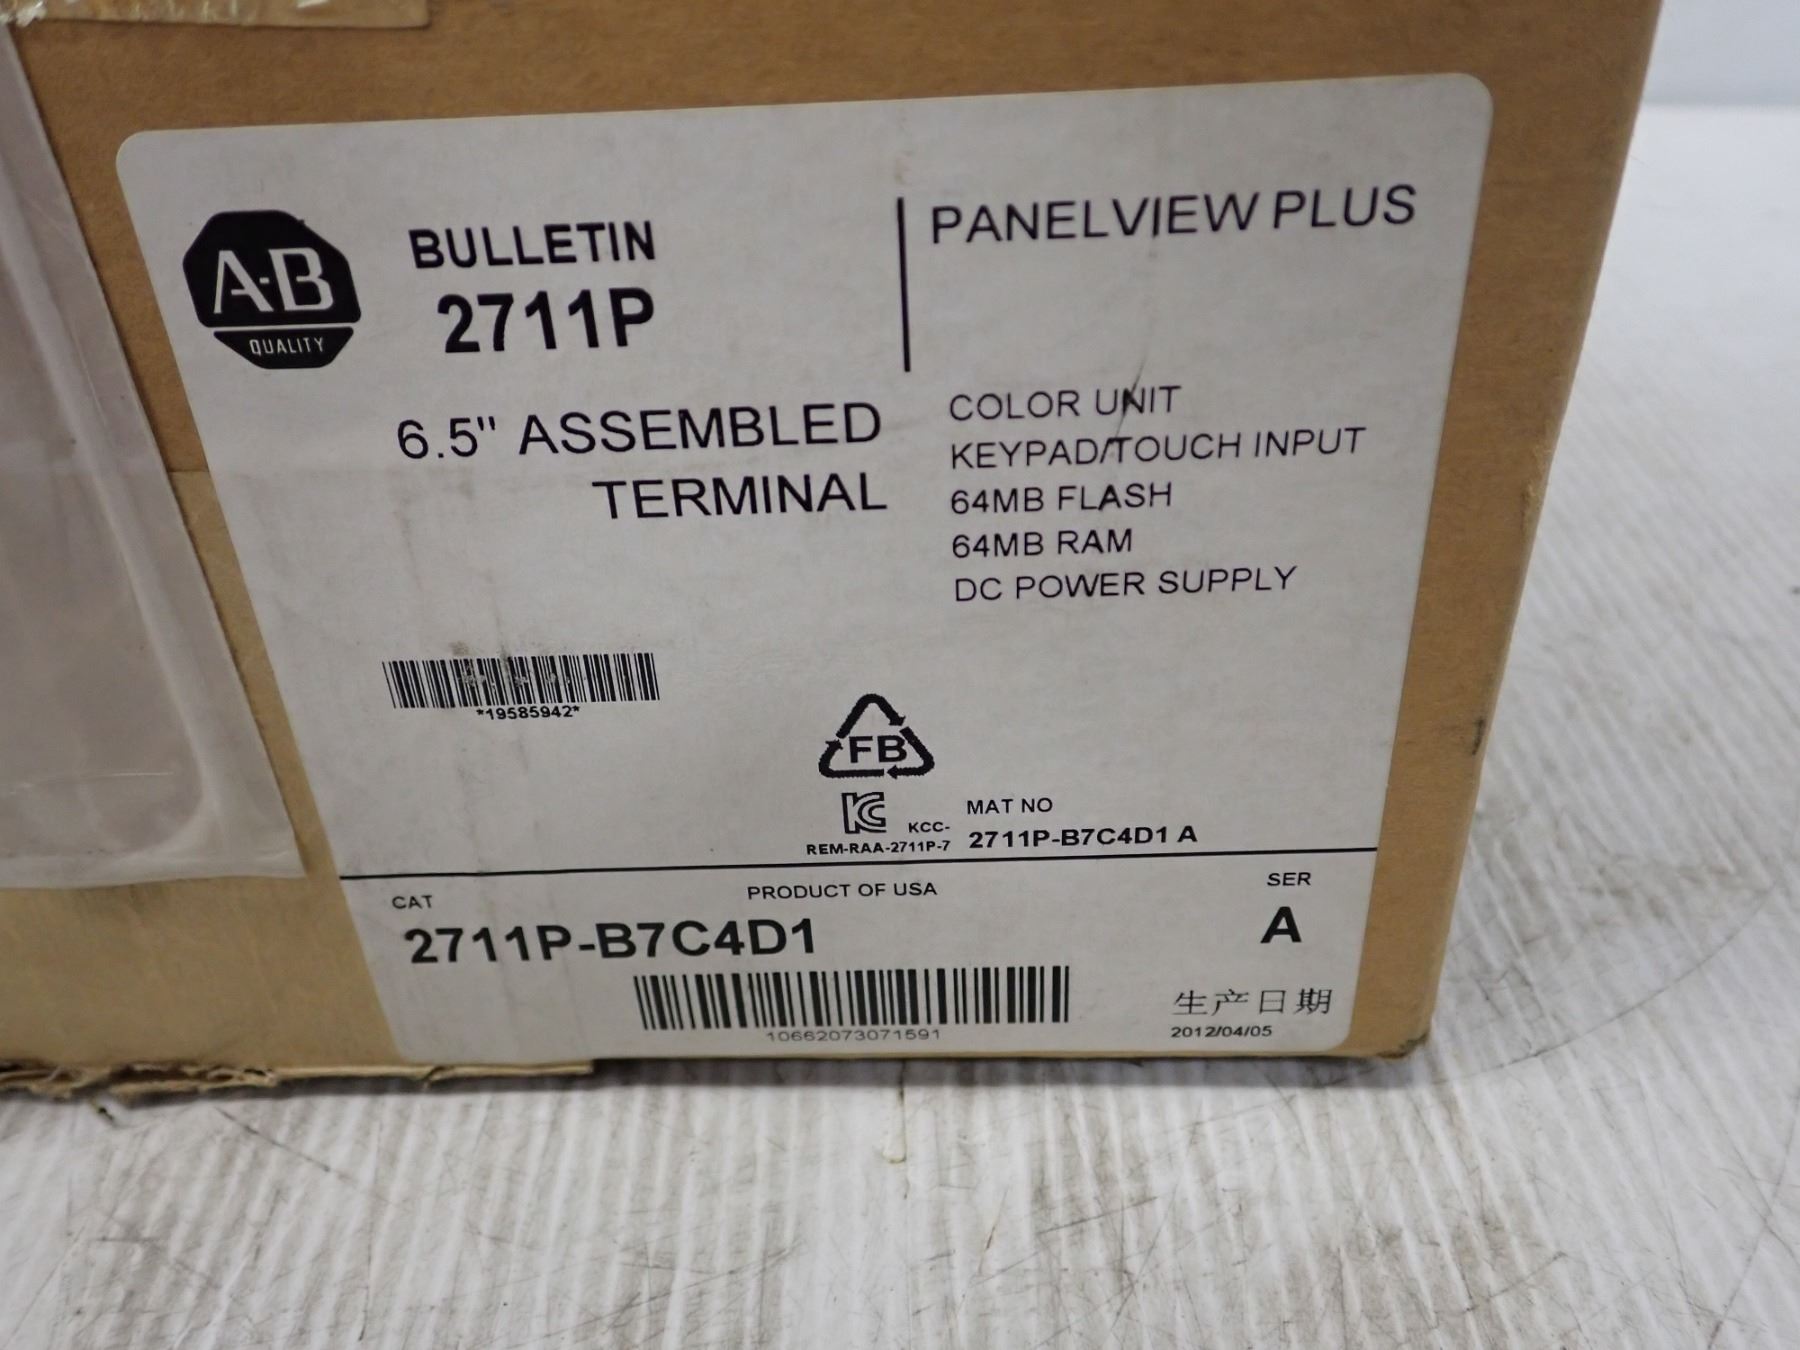 A-B
QUALITY
BULLETIN
2711P
PANELVIEW PLUS
6.5" ASSEMBLED
TERMINAL
COLOR UNIT
KEYPAD/TOUCH INPUT
64MB FLASH
64MB RAM
DC POWER SUPPLY
*19585942*
FB
KCC-
REM-RAA-2711P-7
MAT NO
2711P-B7C4D1 A
CAT
PRODUCT OF USA
SER
2711P-B7C4D1
A
10662073071591
生产日期
2012/04/05